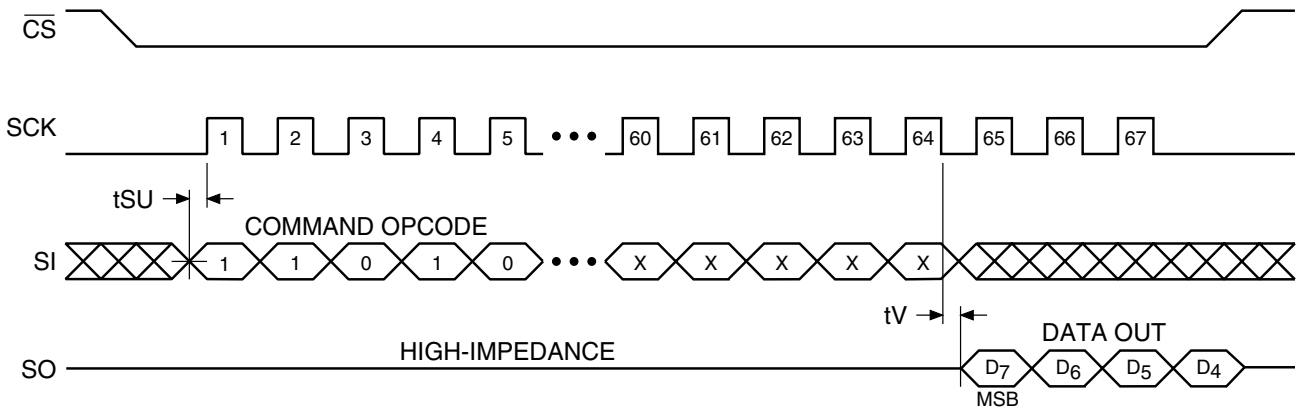 CS
SCK 1 2 3 4 5 ••• 60 61 62 63 64 65 66 67
tSU
COMMAND OPCODE
SI 1 1 0 1 0 ••• X X X X X
tV
DATA OUT
HIGH-IMPEDANCE
SO D7 D6 D5 D4
MSB